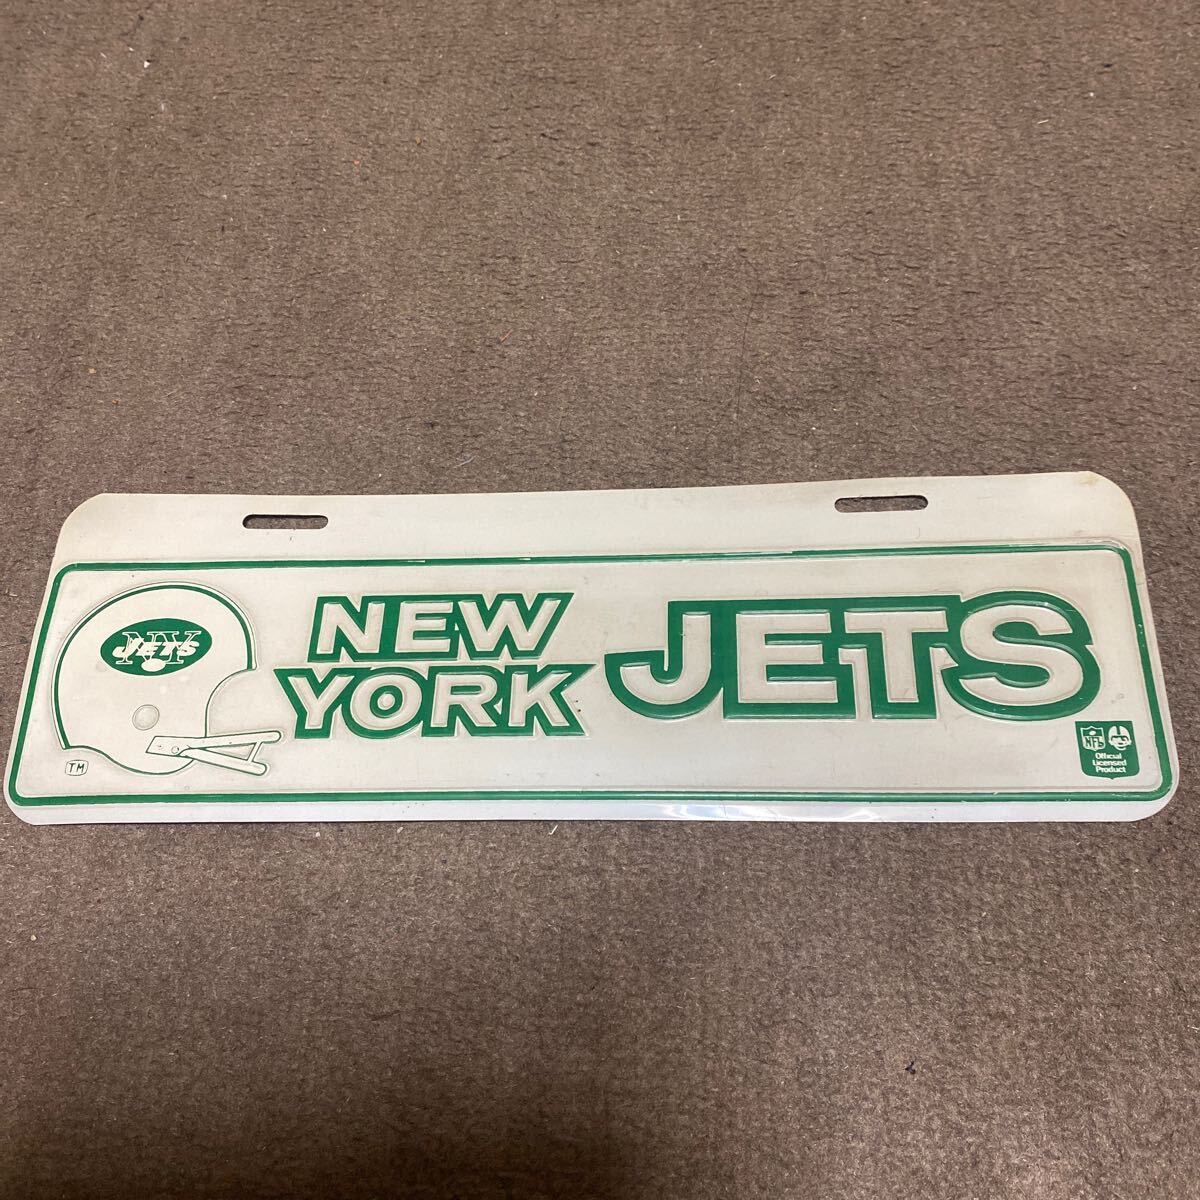 NY
JETS
TM
NEW
YORK
JETS
NFL
Official
Licensed
Product